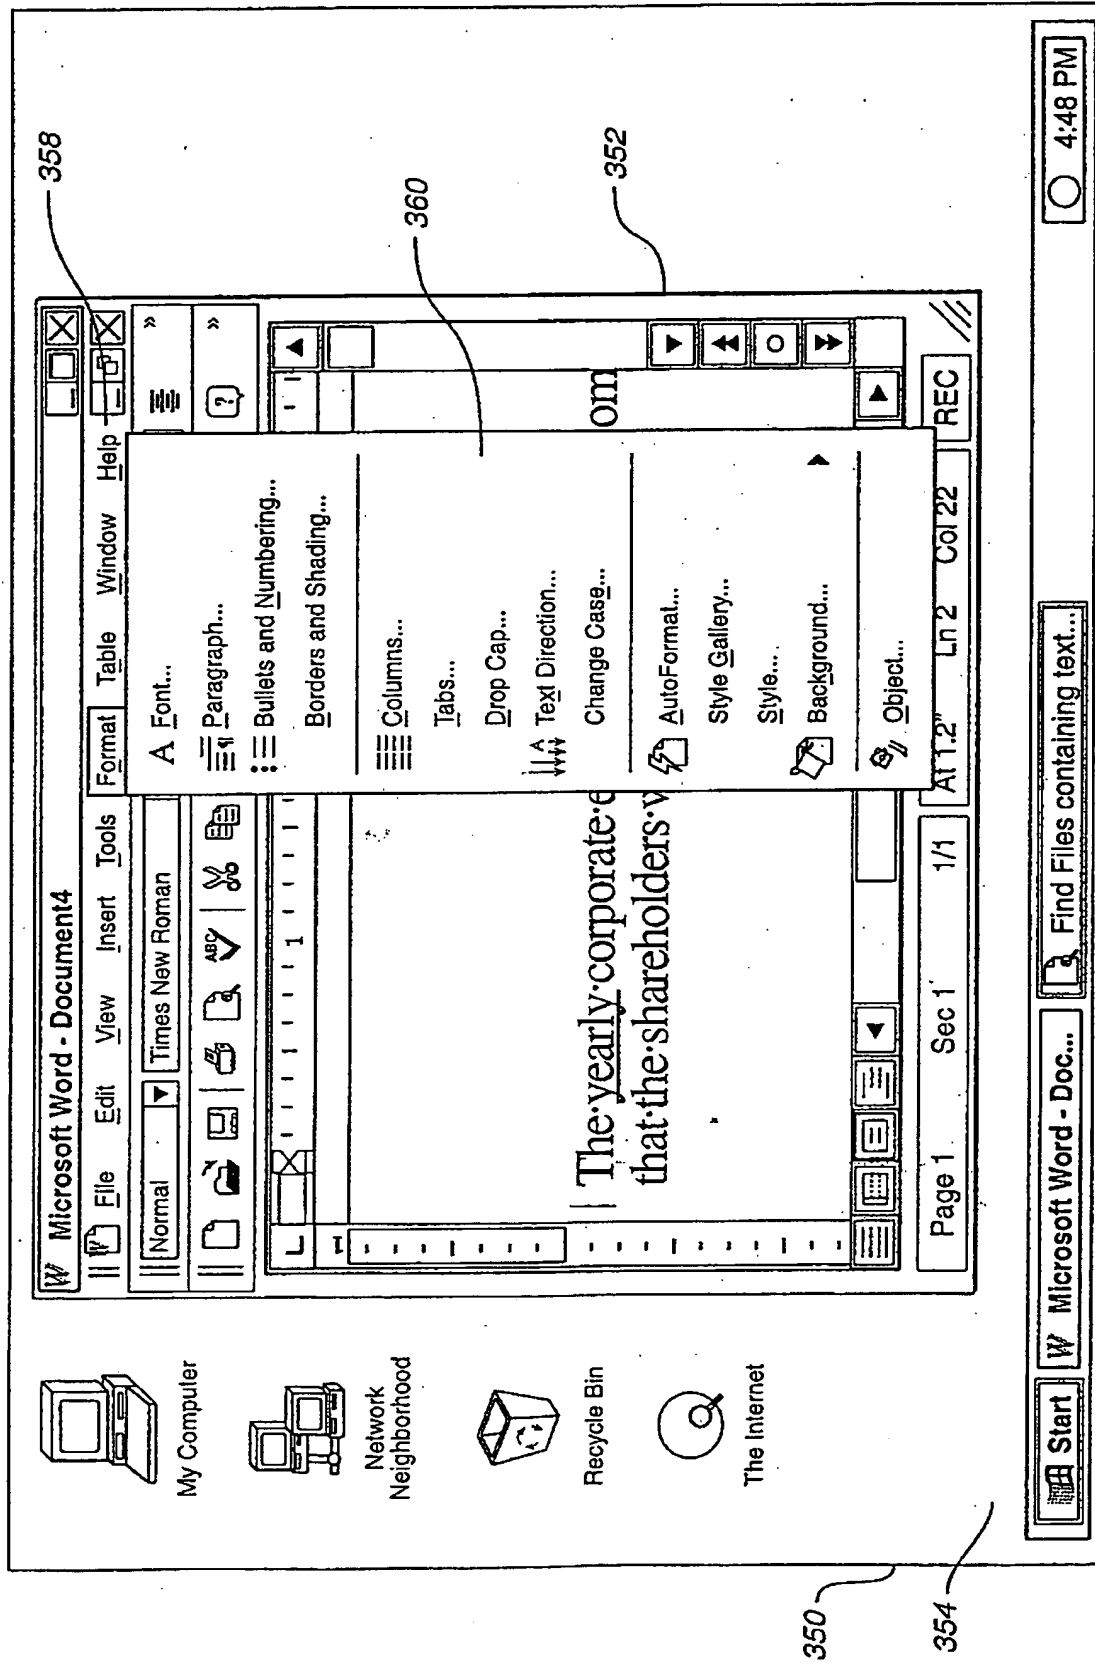 358
360
352
W Microsoft Word - Document4
File Edit View Insert Tools Format Table Window Help
Normal Times New Roman
ABC
1
A Font...
Paragraph...
Bullets and Numbering...
Borders and Shading...
Columns...
Tabs...
Drop Cap...
Text Direction...
Change Case...
AutoFormat...
Style Gallery...
Style...
Background...
Object...
The·yearly·corporate·e om
that·the·shareholders·v
Page 1 Sec 1 1/1 At 1.2" Ln 2 Col 22 REC
My Computer
Network
Neighborhood
Recycle Bin
The Internet
Start W Microsoft Word - Doc... Find Files containing text... 4:48 PM
350
354